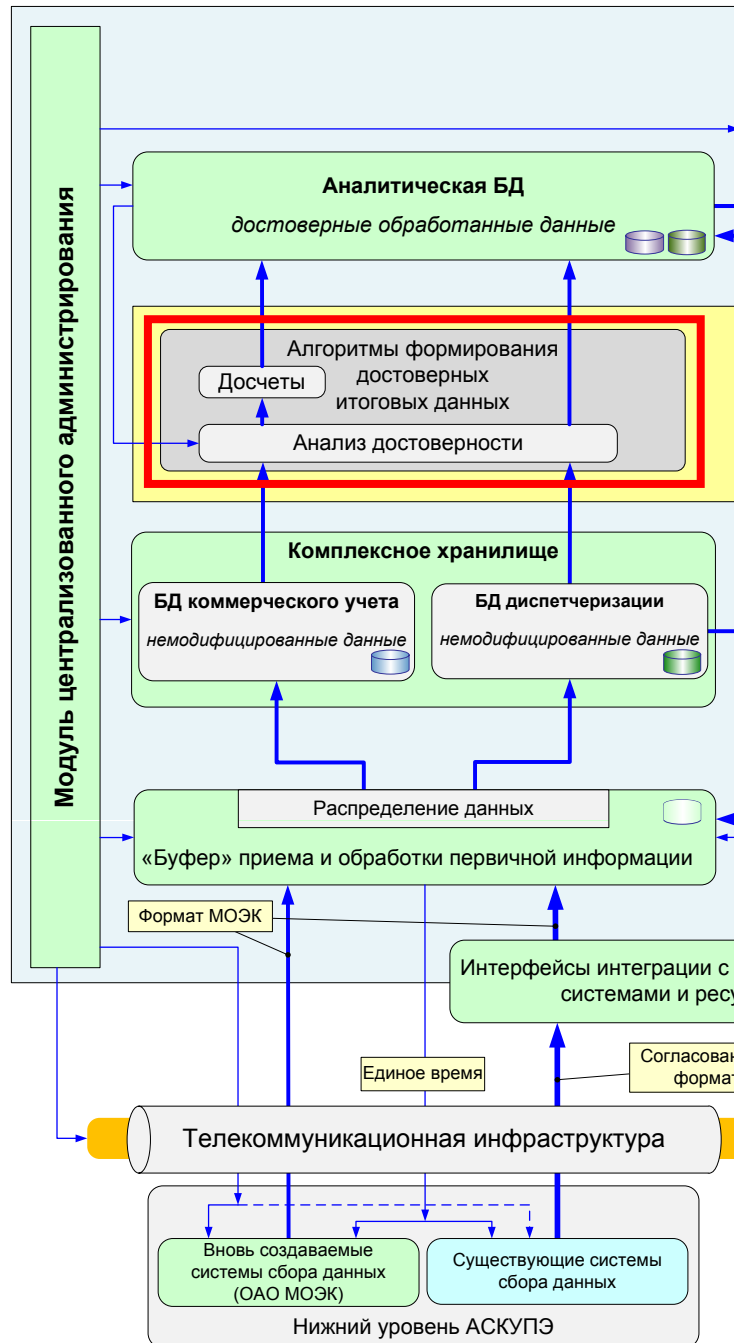 Модуль централизованного администрирования
Аналитическая БД
достоверные обработанные данные
Алгоритмы формирования
достоверных
итоговых данных
Досчеты
Анализ достоверности
Комплексное хранилище
БД коммерческого учета
немодифицированные данные
БД диспетчеризации
немодифицированные данные
Распределение данных
«Буфер» приема и обработки первичной информации
Формат МОЭК
Интерфейсы интеграции с
системами и ресу
Единое время
Согласован
формат
Телекоммуникационная инфраструктура
Вновь создаваемые
системы сбора данных
(ОАО МОЭК)
Существующие системы
сбора данных
Нижний уровень АСКУПЭ